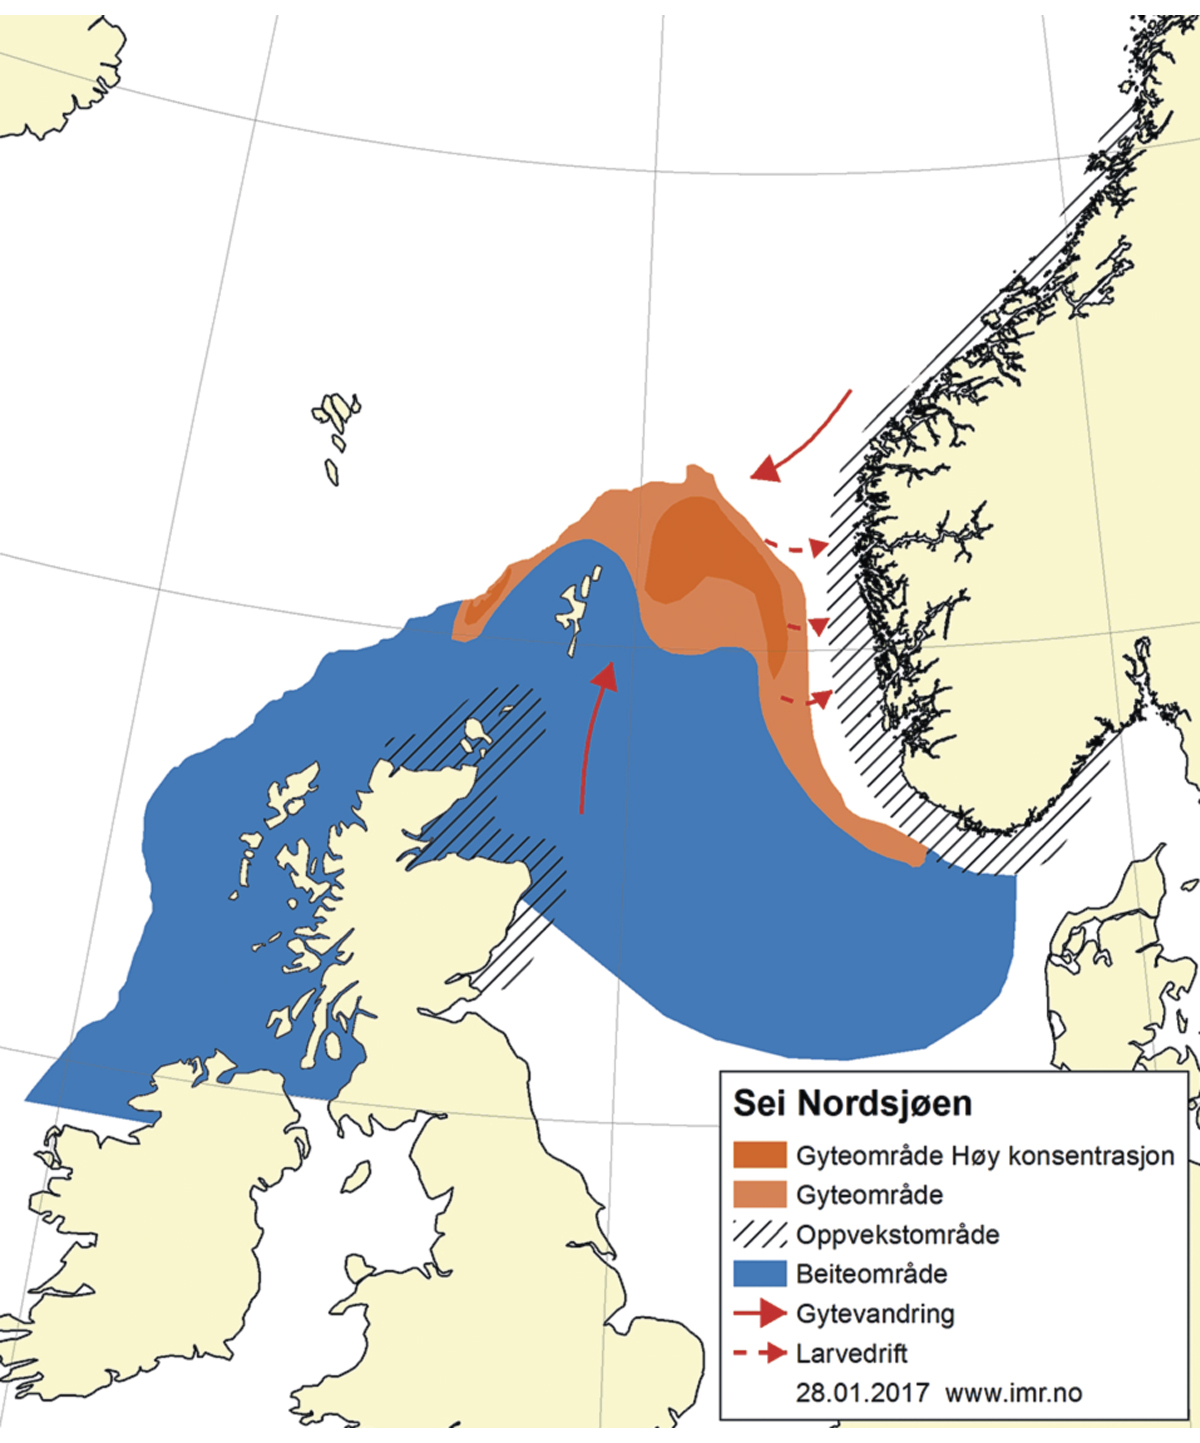 Sei Nordsjøen
Gyteområde Høy konsentrasjon
Gyteområde
Oppvekstområde
Beiteområde
Gytevandring
Larvedrift
28.01.2017 www.imr.no